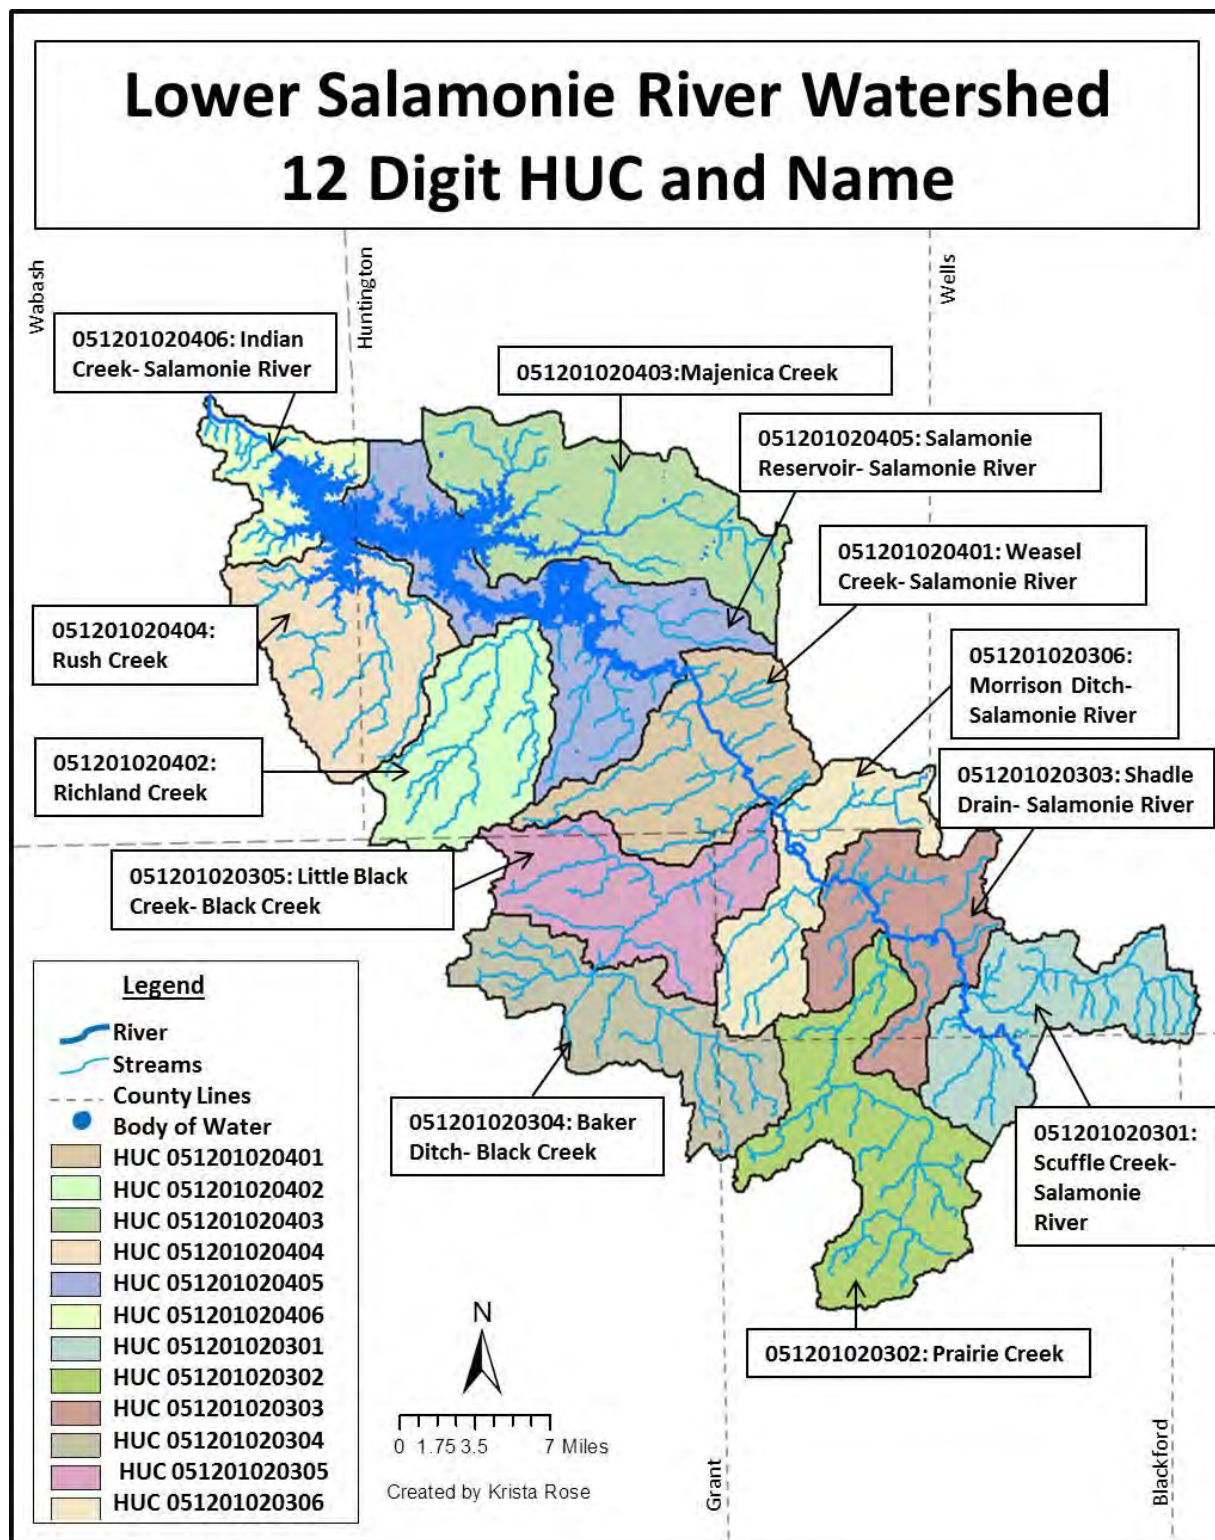 Lower Salamonie River Watershed
12 Digit HUC and Name
Wabash
Huntington
Wells
051201020406: Indian
Creek- Salamonie River
051201020403:Majenica Creek
051201020405: Salamonie
Reservoir- Salamonie River
051201020401: Weasel
Creek- Salamonie River
051201020404:
Rush Creek
051201020306:
Morrison Ditch-
Salamonie River
051201020402:
Richland Creek
051201020303: Shadle
Drain- Salamonie River
051201020305: Little Black
Creek- Black Creek
Legend
River
Streams
County Lines
Body of Water
HUC 051201020401
HUC 051201020402
HUC 051201020403
HUC 051201020404
HUC 051201020405
HUC 051201020406
HUC 051201020301
HUC 051201020302
HUC 051201020303
HUC 051201020304
HUC 051201020305
HUC 051201020306
051201020304: Baker
Ditch- Black Creek
051201020301:
Scuffle Creek-
Salamonie
River
051201020302: Prairie Creek
N
0 1.75 3.5 7 Miles
Created by Krista Rose
Grant
Blackford